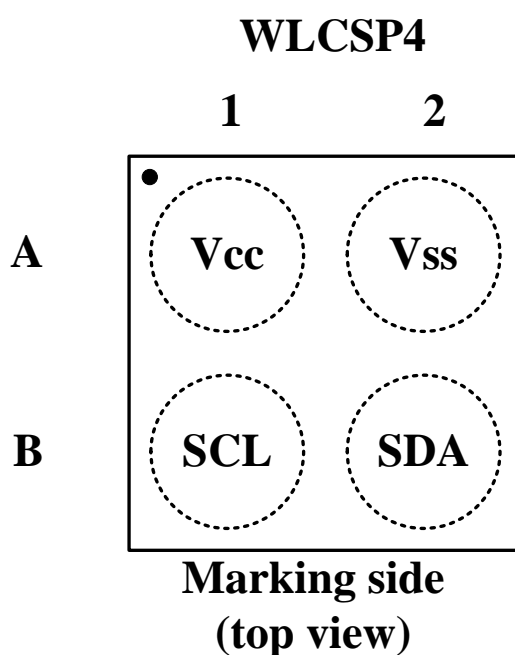 WLCSP4
1 2
A Vcc Vss
B SCL SDA
Marking side
(top view)